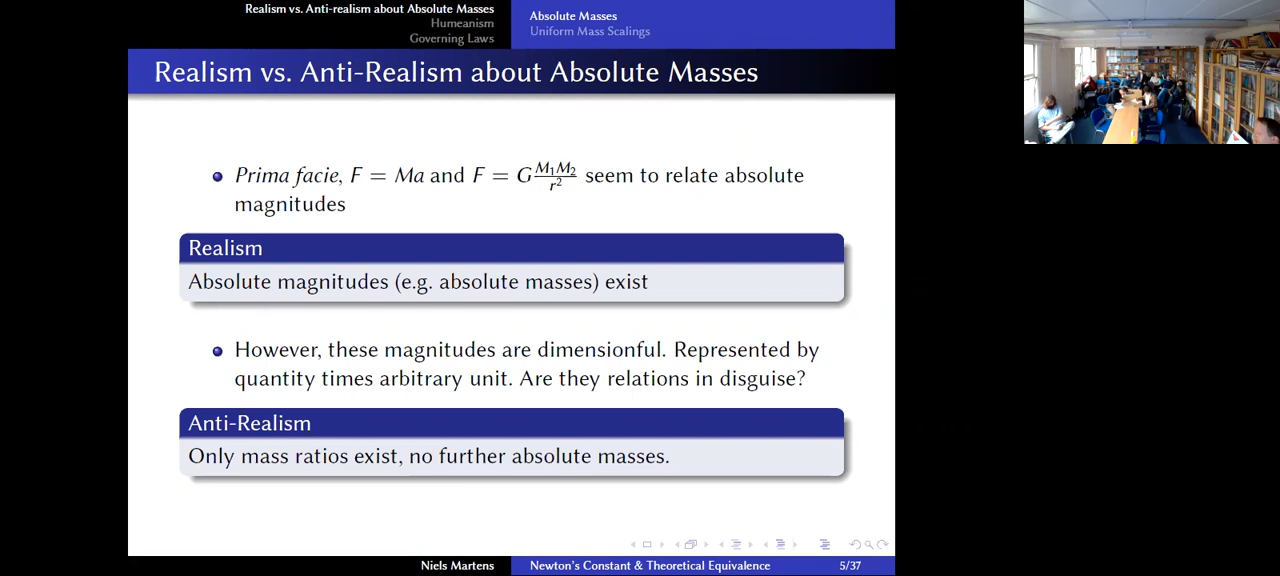 Realism vs. Anti-realism about Absolute Masses
Humeanism
Governing Laws
Absolute Masses
Uniform Mass Scalings
Realism vs. Anti-Realism about Absolute Masses
Prima facie, F = Ma and F = G M₁M₂/r² seem to relate absolute
magnitudes
Realism
Absolute magnitudes (e.g. absolute masses) exist
However, these magnitudes are dimensionful. Represented by
quantity times arbitrary unit. Are they relations in disguise?
Anti-Realism
Only mass ratios exist, no further absolute masses.
Niels Martens
Newton's Constant & Theoretical Equivalence
5/37